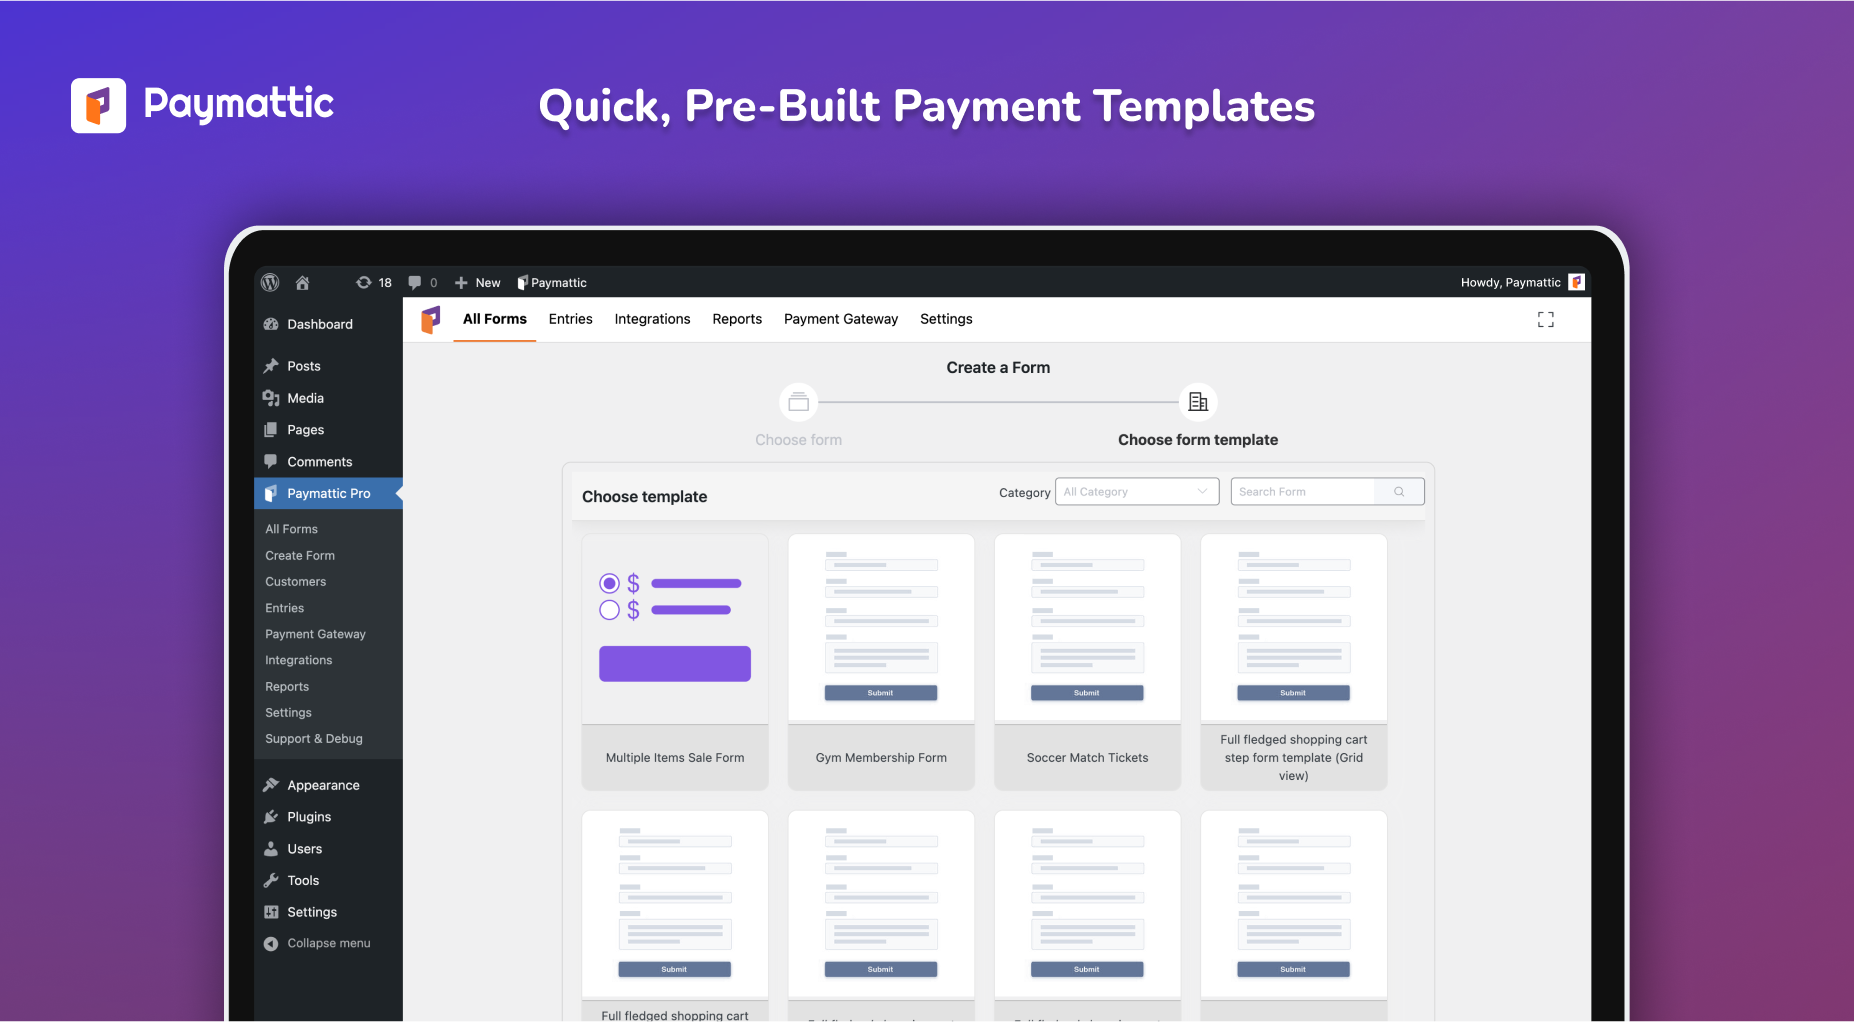 Paymattic
Quick, Pre-Built Payment Templates
18
0
New
Paymattic
Howdy, Paymattic
Dashboard
Posts
Media
Pages
Comments
Paymattic Pro
All Forms
Create Form
Customers
Entries
Payment Gateway
Integrations
Reports
Settings
Support & Debug
Appearance
Plugins
Users
Tools
Settings
Collapse menu
All Forms
Entries
Integrations
Reports
Payment Gateway
Settings
Create a Form
Choose form
Choose form template
Choose template
Category
All Category
Search Form
$
$
Submit
Submit
Submit
Multiple Items Sale Form
Gym Membership Form
Soccer Match Tickets
Full fledged shopping cart
step form template (Grid
view)
Submit
Submit
Submit
Submit
Full fledged shopping cart